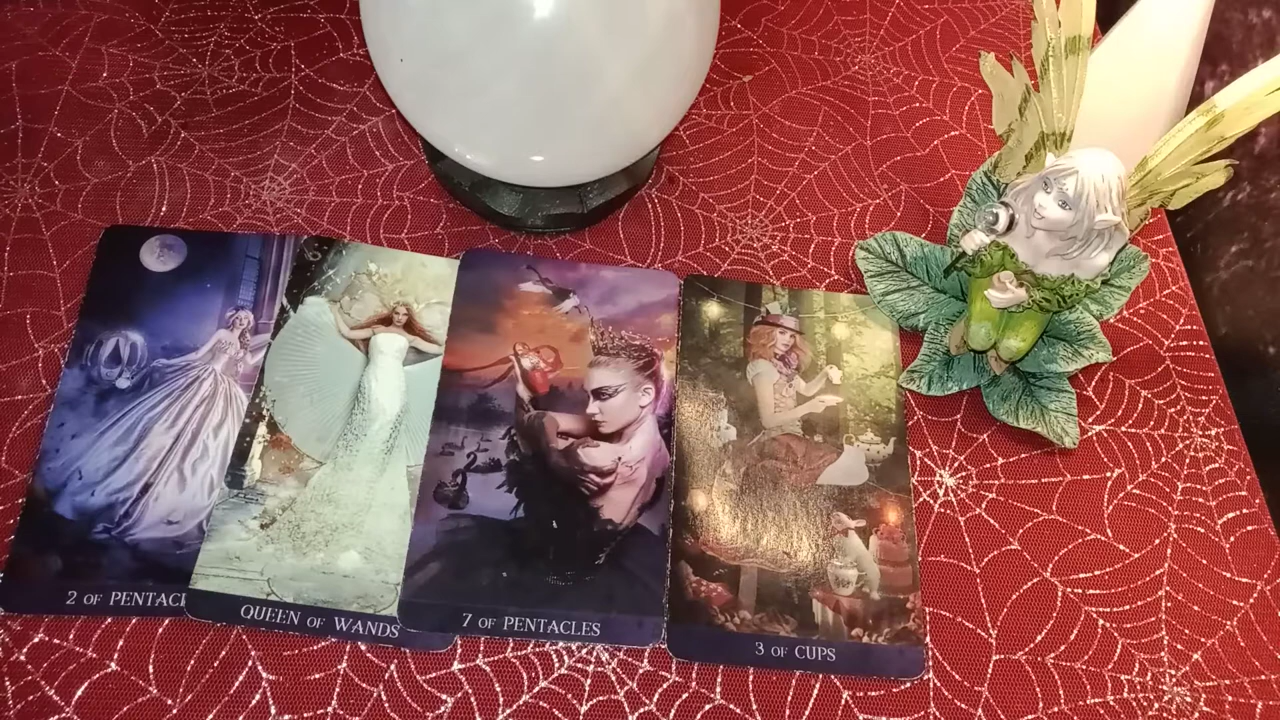 2 OF PENTACL
QUEEN OF WANDS
7 OF PENTACLES
3 OF CUPS